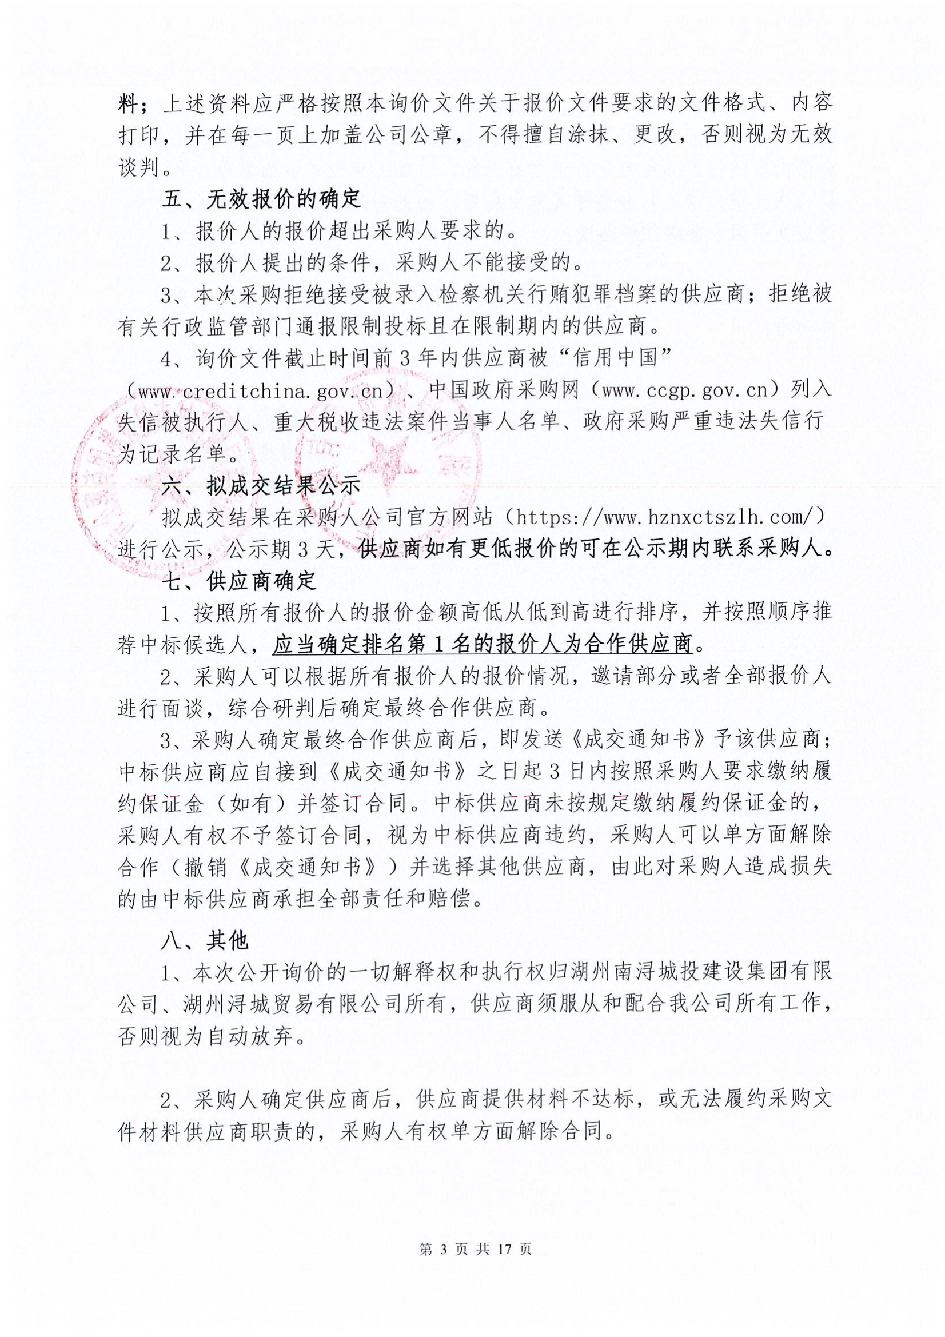 料；上述资料应严格按照本询价文件关于报价文件要求的文件格式、内容
打印，并在每一页上加盖公司公章，不得擅自涂抹、更改，否则视为无效
谈判。
五、无效报价的确定
1、报价人的报价超出采购人要求的。
2、报价人提出的条件，采购人不能接受的。
3、本次采购拒绝接受被录入检察机关行贿犯罪档案的供应商；拒绝被
有关行政监管部门通报限制投标且在限制期内的供应商。
4、询价文件截止时间前3年内供应商被“信用中国”
（www.creditchina.gov.cn）、中国政府采购网（www.ccgp.gov.cn）列入
失信被执行人、重大税收违法案件当事人名单、政府采购严重违法失信行
为记录名单。
六、拟成交结果公示
拟成交结果在采购人公司官方网站（https://www.hznxctszlh.com/）
进行公示，公示期3天，供应商如有更低报价的可在公示期内联系采购人。
七、供应商确定
1、按照所有报价人的报价金额高低从低到高进行排序，并按照顺序推
荐中标候选人，应当确定排名第1名的报价人为合作供应商。
2、采购人可以根据所有报价人的报价情况，邀请部分或者全部报价人
进行面谈，综合研判后确定最终合作供应商。
3、采购人确定最终合作供应商后，即发送《成交通知书》予该供应商；
中标供应商应自接到《成交通知书》之日起3日内按照采购人要求缴纳履
约保证金（如有）并签订合同。中标供应商未按规定缴纳履约保证金的，
采购人有权不予签订合同，视为中标供应商违约，采购人可以单方面解除
合作（撤销《成交通知书》）并选择其他供应商，由此对采购人造成损失
的由中标供应商承担全部责任和赔偿。
八、其他
1、本次公开询价的一切解释权和执行权归湖州南浔城投建设集团有限
公司、湖州浔城贸易有限公司所有，供应商须服从和配合我公司所有工作，
否则视为自动放弃。
2、采购人确定供应商后，供应商提供材料不达标，或无法履约采购文
件材料供应商职责的，采购人有权单方面解除合同。
第 3 页 共 17 页